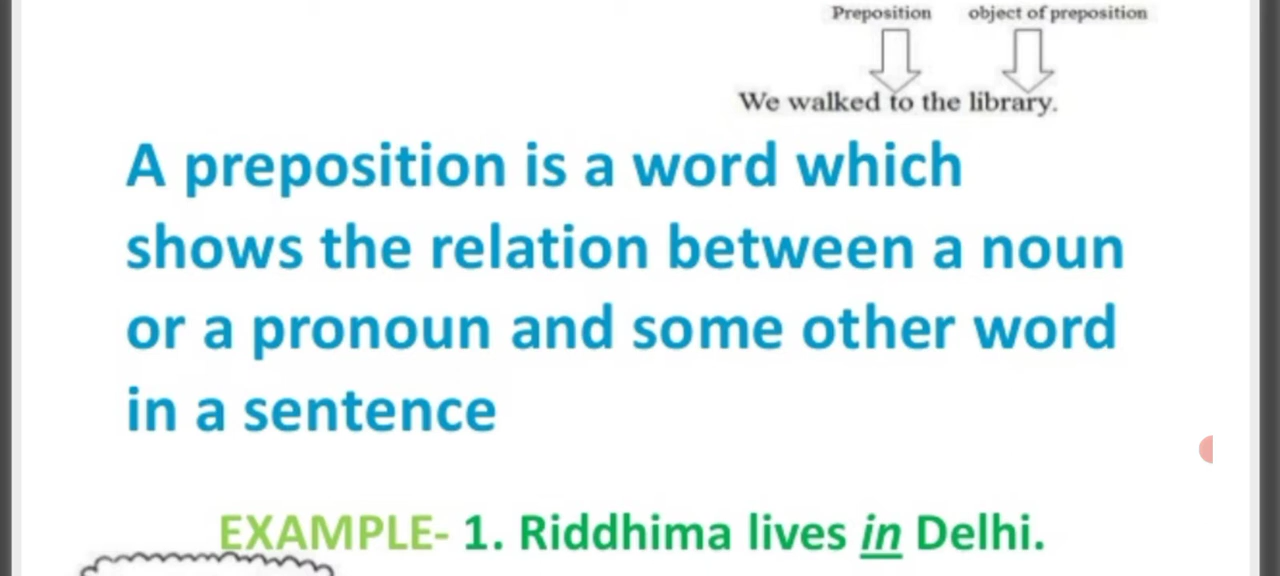 Preposition object of preposition
We walked to the library.
A preposition is a word which
shows the relation between a noun
or a pronoun and some other word
in a sentence
EXAMPLE- 1. Riddhima lives in Delhi.